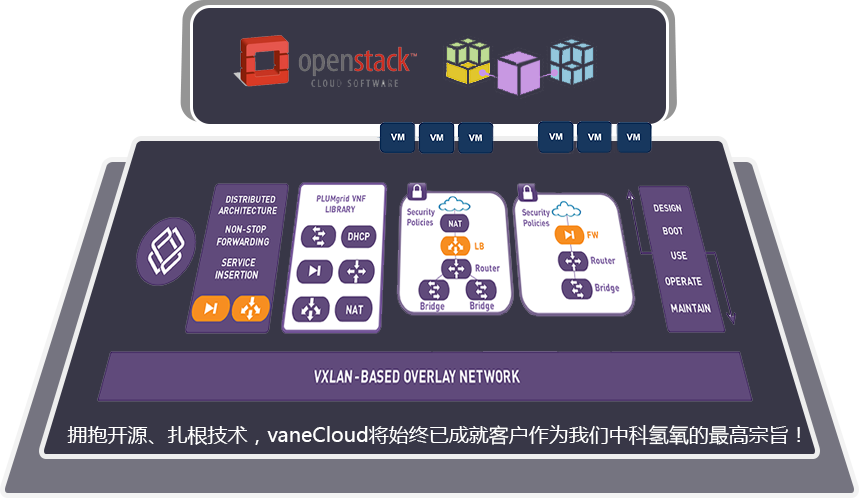 openstack™
CLOUD SOFTWARE
VM VM VM VM VM VM
DISTRIBUTED
ARCHITECTURE
NON-STOP
FORWARDING
SERVICE
INSERTION
PLUMgrid VNF
LIBRARY
DHCP
NAT
Security
Policies
NAT
LB
Router
Bridge Bridge
Security
Policies
FW
Router
Bridge
DESIGN
BOOT
USE
OPERATE
MAINTAIN
VXLAN-BASED OVERLAY NETWORK
拥抱开源、扎根技术，vaneCloud将始终已成就客户作为我们中科氢氧的最高宗旨！